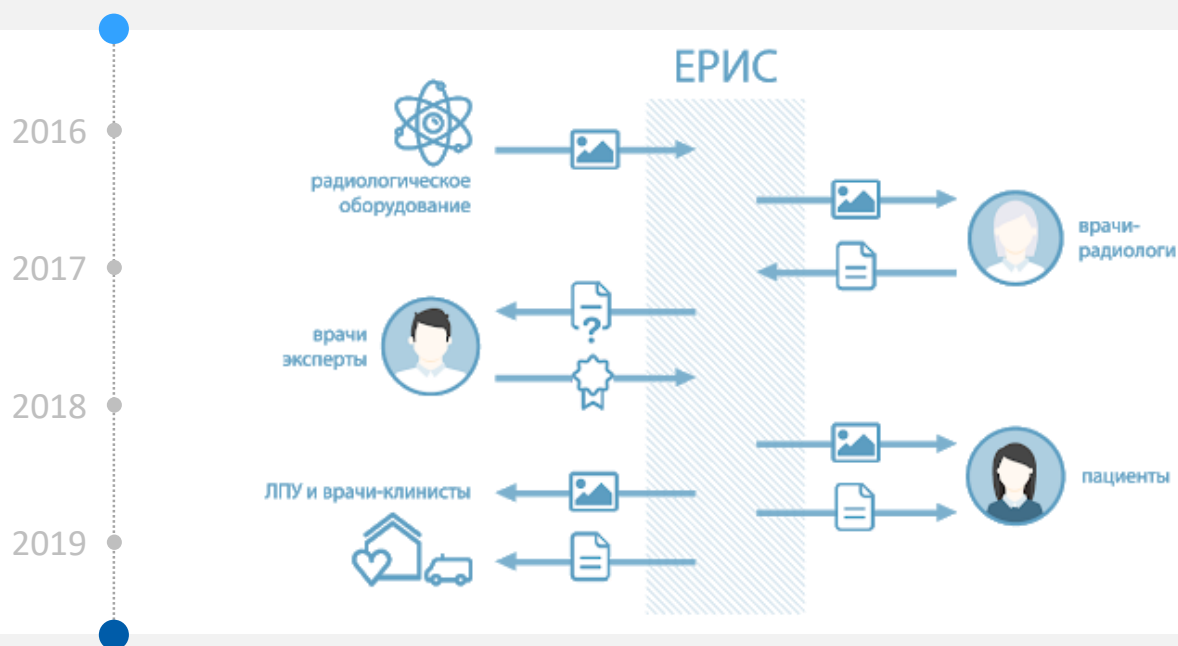 ЕРИС
2016
радиологическое
оборудование
врачи-
радиологи
2017
?
врачи
эксперты
2018
ЛПУ и врачи-клинисты
пациенты
2019